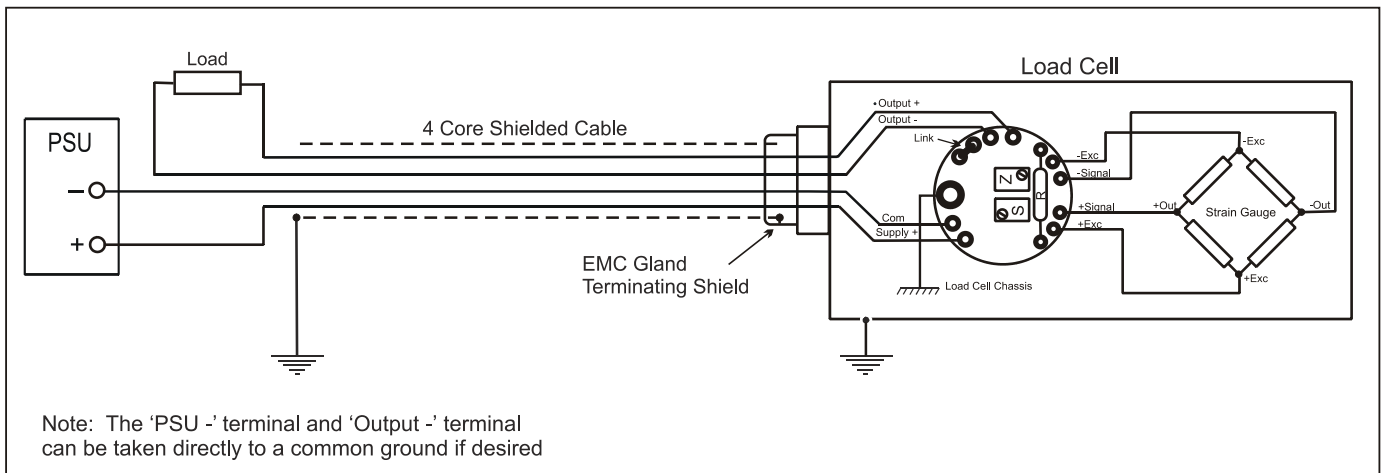 Load
Load Cell
• Output +
Output -
4 Core Shielded Cable
Link
PSU
-Exc
-Exc
-Signal
Z
R
S
+Signal
+Out
Strain Gauge
-Out
−
Com
+Exc
Supply +
+
EMC Gland
Terminating Shield
+Exc
Load Cell Chassis
Note: The ‘PSU -’ terminal and ‘Output -’ terminal
can be taken directly to a common ground if desired